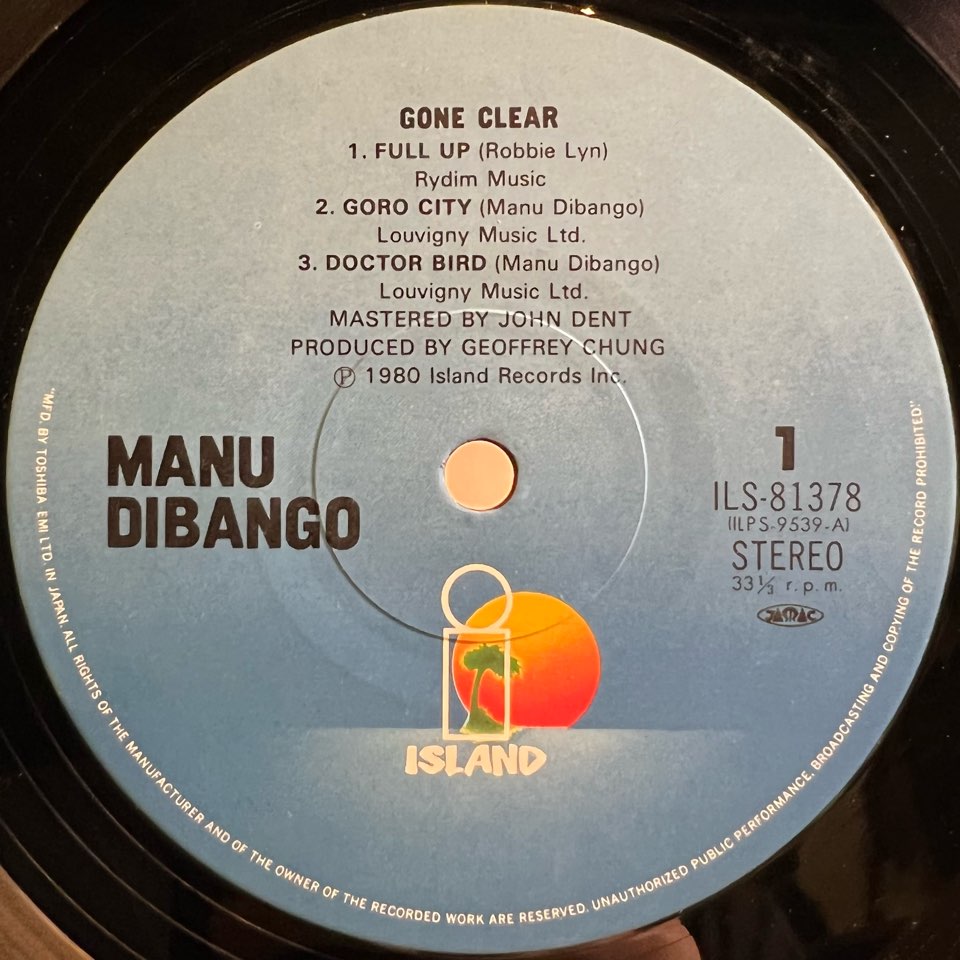 GONE CLEAR
1. FULL UP (Robbie Lyn)
Rydim Music
2. GORO CITY (Manu Dibango)
Louvigny Music Ltd.
3. DOCTOR BIRD (Manu Dibango)
Louvigny Music Ltd.
MASTERED BY JOHN DENT
PRODUCED BY GEOFFREY CHUNG
℗ 1980 Island Records Inc.
MANU
DIBANGO
1
ILS-81378
(ILPS-9539-A)
STEREO
33⅓ r.p.m.
JASRAC
ISLAND
"MFD. BY TOSHIBA EMI LTD. IN JAPAN. ALL RIGHTS OF THE MANUFACTURER AND OF THE OWNER OF THE RECORDED WORK ARE RESERVED. UNAUTHORIZED PUBLIC PERFORMANCE, BROADCASTING AND COPYING OF THE RECORD PROHIBITED."